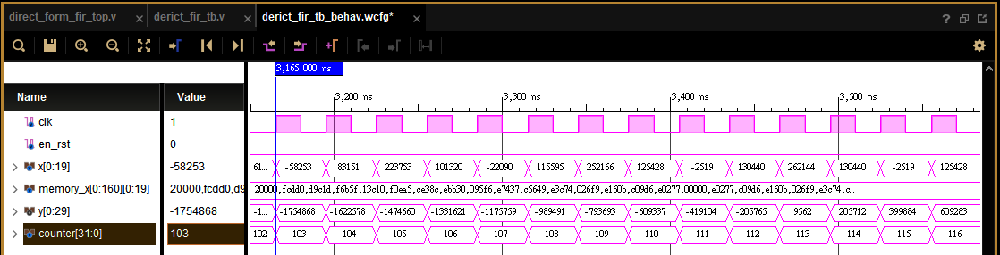 direct_form_fir_top.v × derict_fir_tb.v × derict_fir_tb_behav.wcfg* ×
3,165.000 ns
Name Value 3,200 ns 3,300 ns 3,400 ns 3,500 ns
clk 1
en_rst 0
x[0:19] -58253 61... -58253 83151 223753 101320 -22090 115595 252166 125428 -2519 130440 262144 130440 -2519 125428
memory_x[0:160][0:19] 20000,fcdd0,d9 20000,fcdd0,d9c1d,f6b5f,13c10,f0ea5,ce38c,ebb30,095f6,e7437,c5649,e3c74,026f9,e160b,c09d6,e0277,00000,e0277,c09d6,e160b,026f9,e3c74,c...
y[0:29] -1754868 -1... -1754868 -1622578 -1474660 -1331621 -1175759 -989491 -793693 -609337 -419104 -205765 9562 205712 399884 609283
counter[31:0] 103 102 103 104 105 106 107 108 109 110 111 112 113 114 115 116